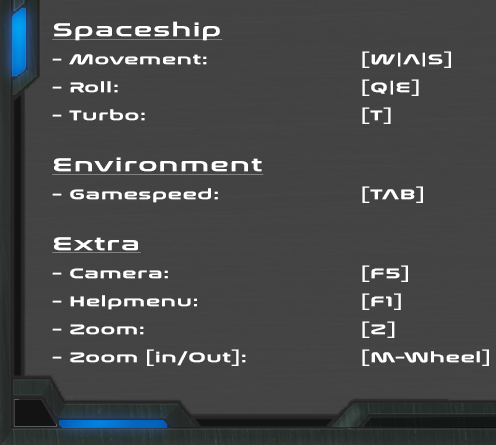 Spaceship
- Movement: [W|A|S]
- Roll: [Q|E]
- Turbo: [T]
Environment
- Gamespeed: [TAB]
Extra
- Camera: [F5]
- Helpmenu: [F1]
- Zoom: [Z]
- Zoom [in/Out]: [M-Wheel]